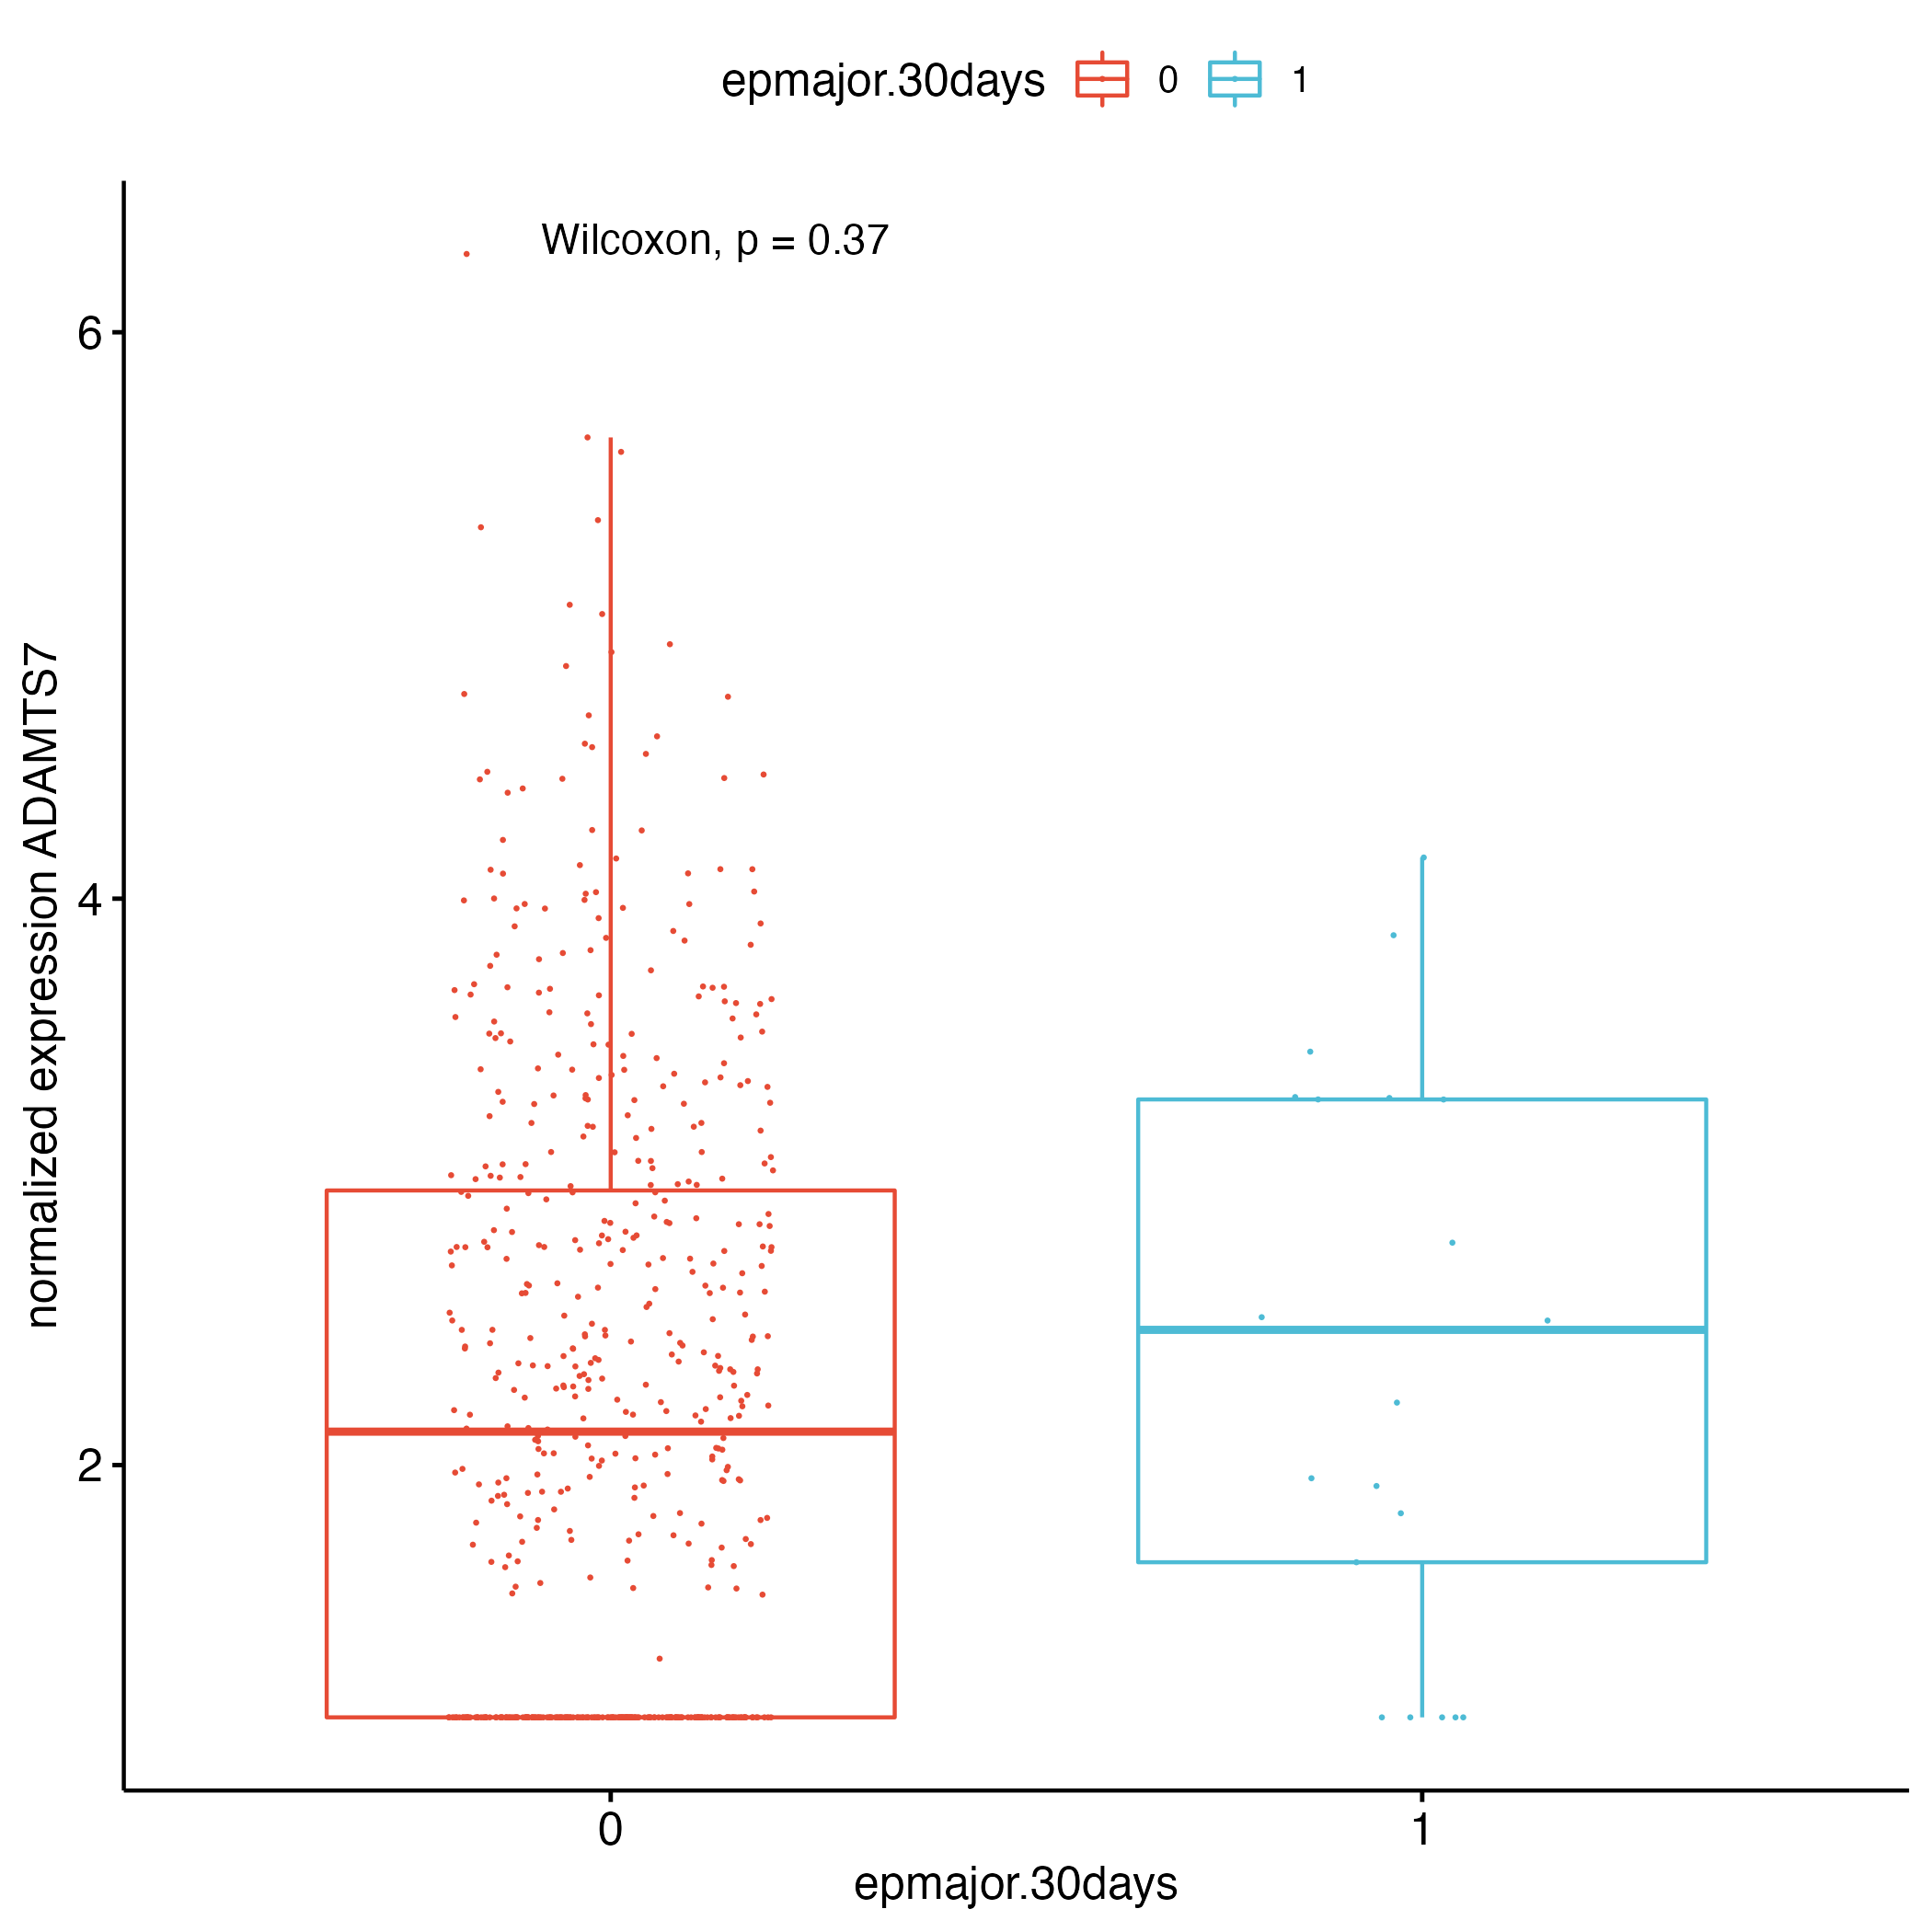 epmajor.30days 0 1
Wilcoxon, p = 0.37
6
4
2
normalized expression ADAMTS7
0 1
epmajor.30days